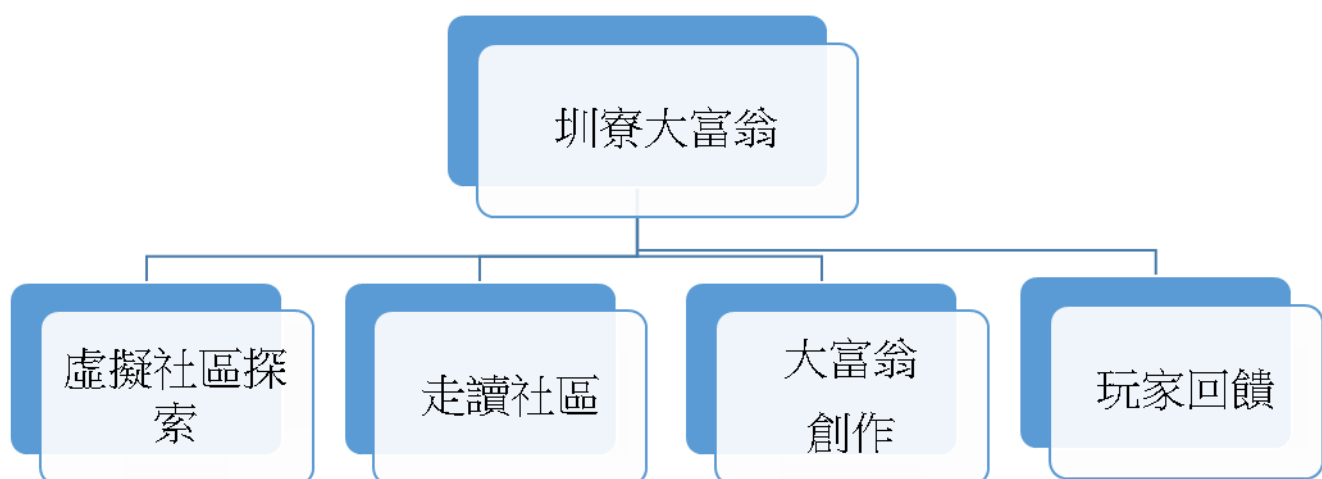 圳寮大富翁
虛擬社區探
索
走讀社區
大富翁
創作
玩家回饋